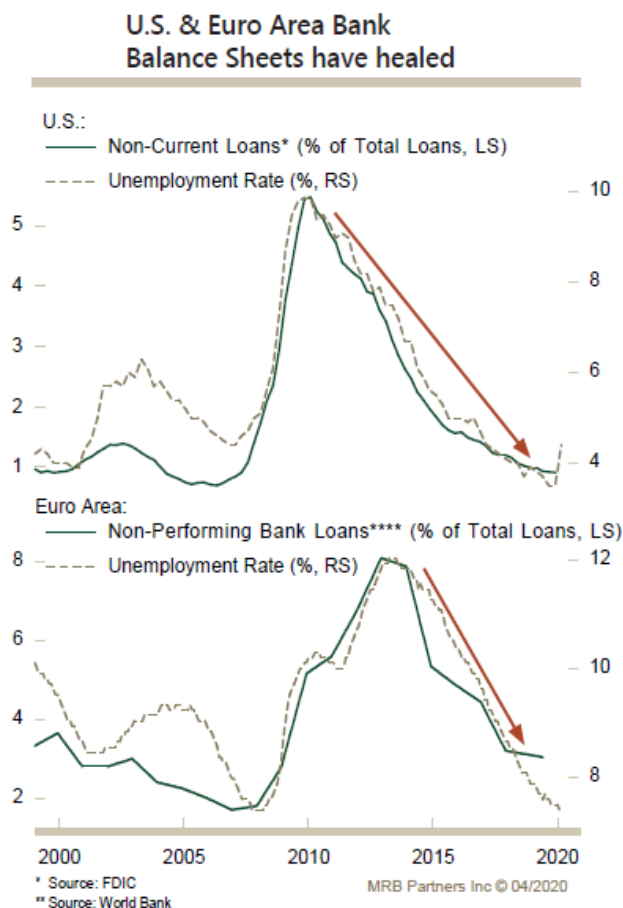 U.S. & Euro Area Bank
Balance Sheets have healed
U.S.:
Non-Current Loans* (% of Total Loans, LS)
Unemployment Rate (%, RS)
10
5
8
4
3
6
2
1
4
Euro Area:
Non-Performing Bank Loans**** (% of Total Loans, LS)
8
Unemployment Rate (%, RS)
12
6
10
4
8
2
2000 2005 2010 2015 2020
* Source: FDIC
MRB Partners Inc © 04/2020
** Source: World Bank